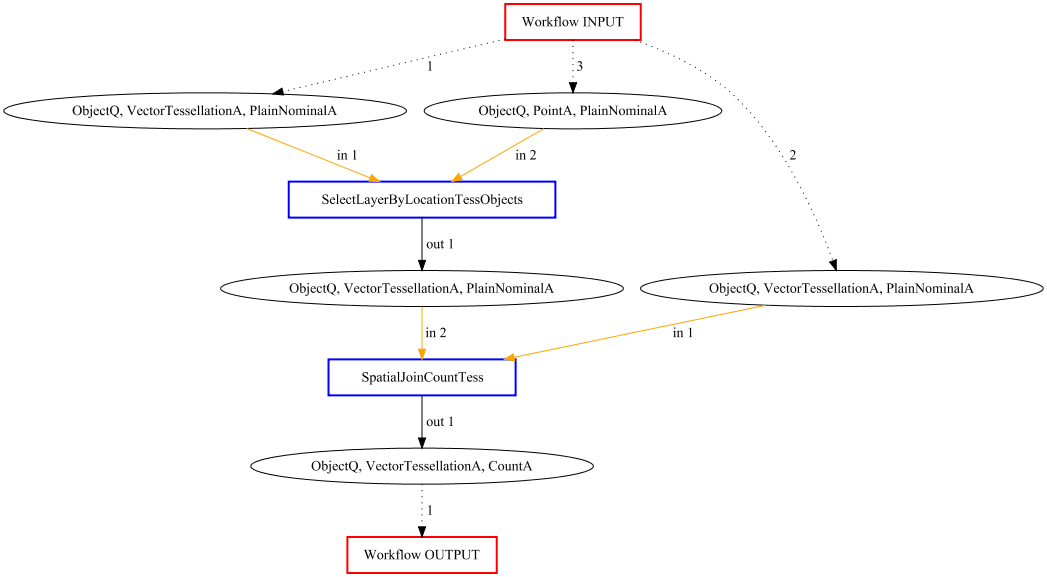 Workflow INPUT
1
3
ObjectQ, VectorTessellationA, PlainNominalA
ObjectQ, PointA, PlainNominalA
in 1
in 2
2
SelectLayerByLocationTessObjects
out 1
ObjectQ, VectorTessellationA, PlainNominalA
ObjectQ, VectorTessellationA, PlainNominalA
in 2
in 1
SpatialJoinCountTess
out 1
ObjectQ, VectorTessellationA, CountA
1
Workflow OUTPUT